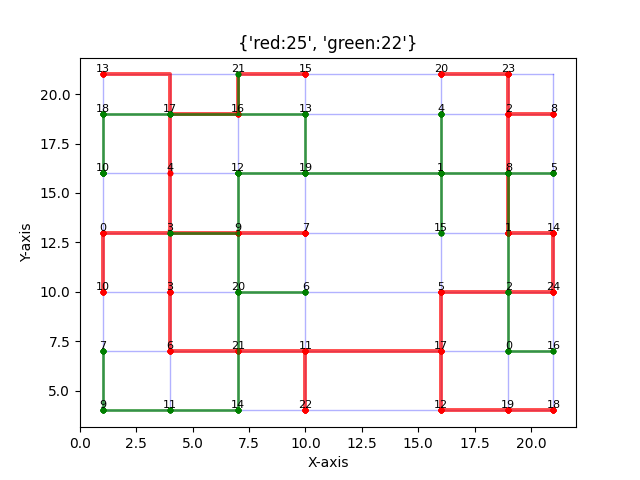 {'red:25', 'green:22'}
13 21 15 20 23
20.0
18 17 16 13 4 2 8
17.5
10 4 12 19 1 8 5
15.0
0 3 9 7 15 1 14
12.5
Y-axis
10 3 20 6 5 2 24
10.0
7.5
7 6 21 11 17 0 16
5.0
9 11 14 22 12 19 18
0.0 2.5 5.0 7.5 10.0 12.5 15.0 17.5 20.0
X-axis